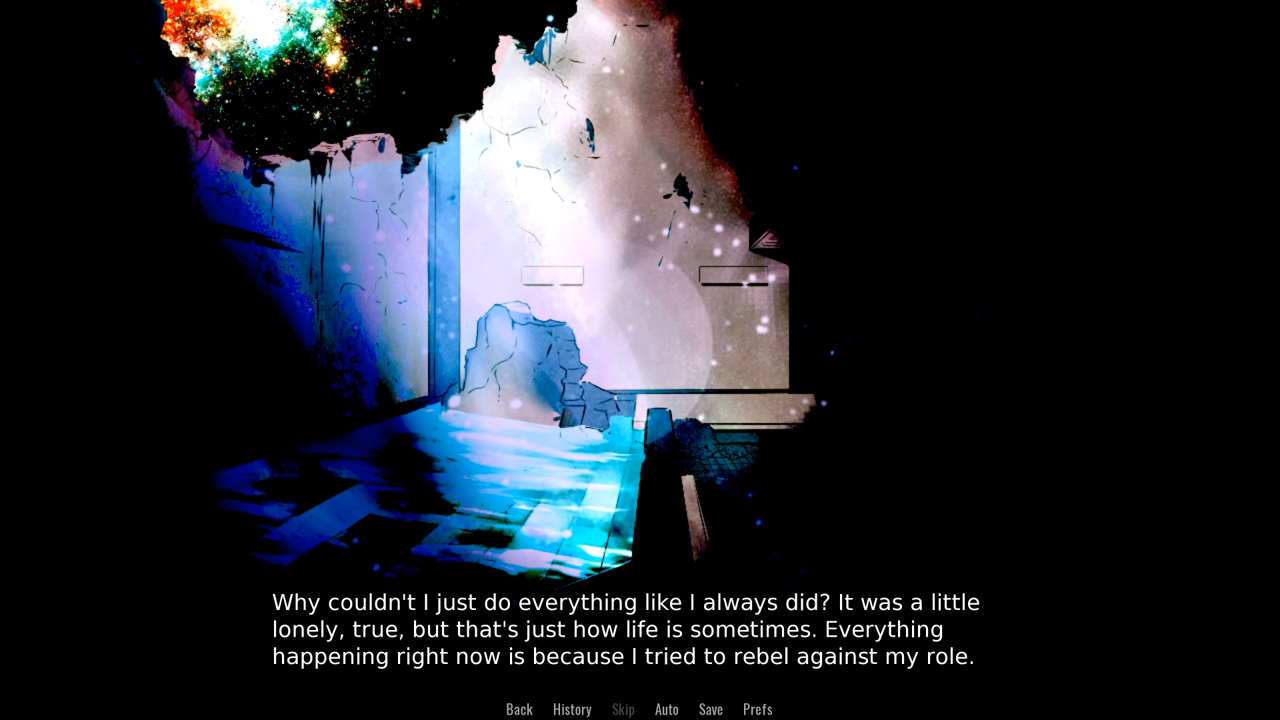 Why couldn't I just do everything like I always did? It was a little
lonely, true, but that's just how life is sometimes. Everything
happening right now is because I tried to rebel against my role.
Back History Skip Auto Save Prefs